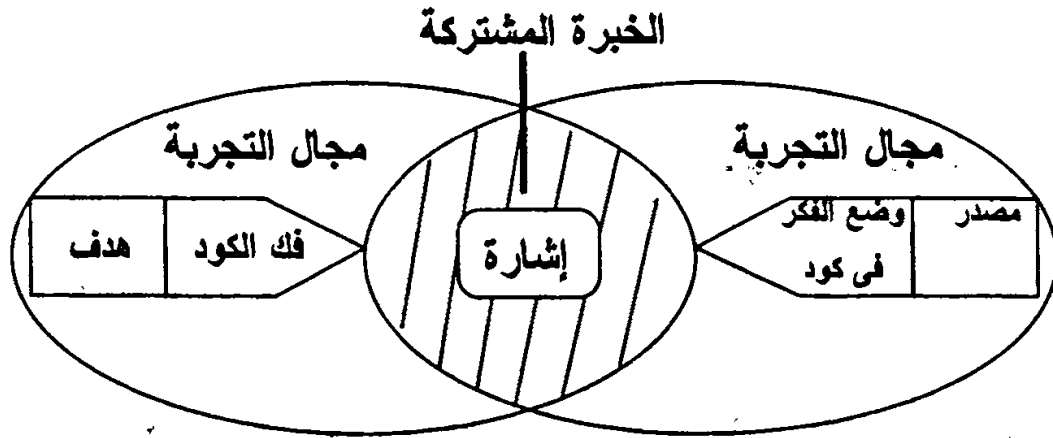 الخبرة المشتركة
مجال التجربة
مجال التجربة
مصدر
وضع الفكر
فى كود
إشارة
فك الكود
هدف